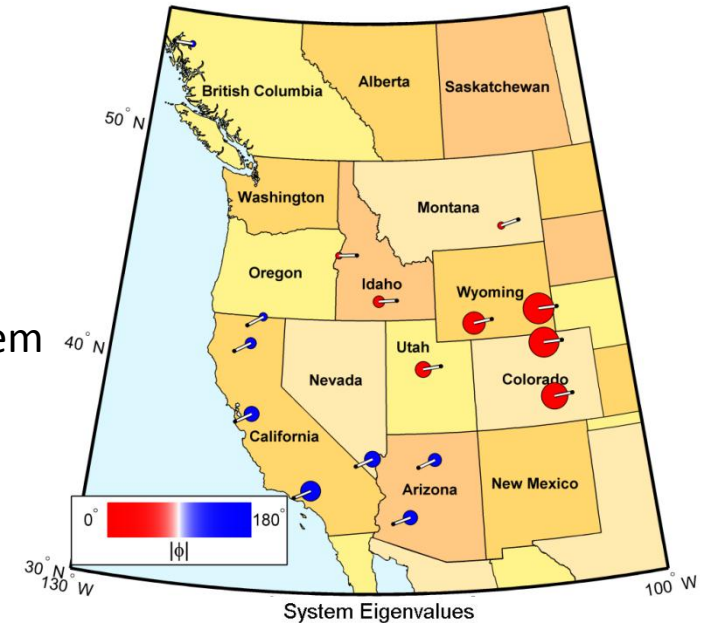 British Columbia
Alberta
Saskatchewan
50° N
Washington
Montana
Oregon
Idaho
Wyoming
em
40° N
Utah
Nevada
Colorado
California
Arizona
New Mexico
0°
180°
|ϕ|
30° N
130° W
100° W
System Eigenvalues